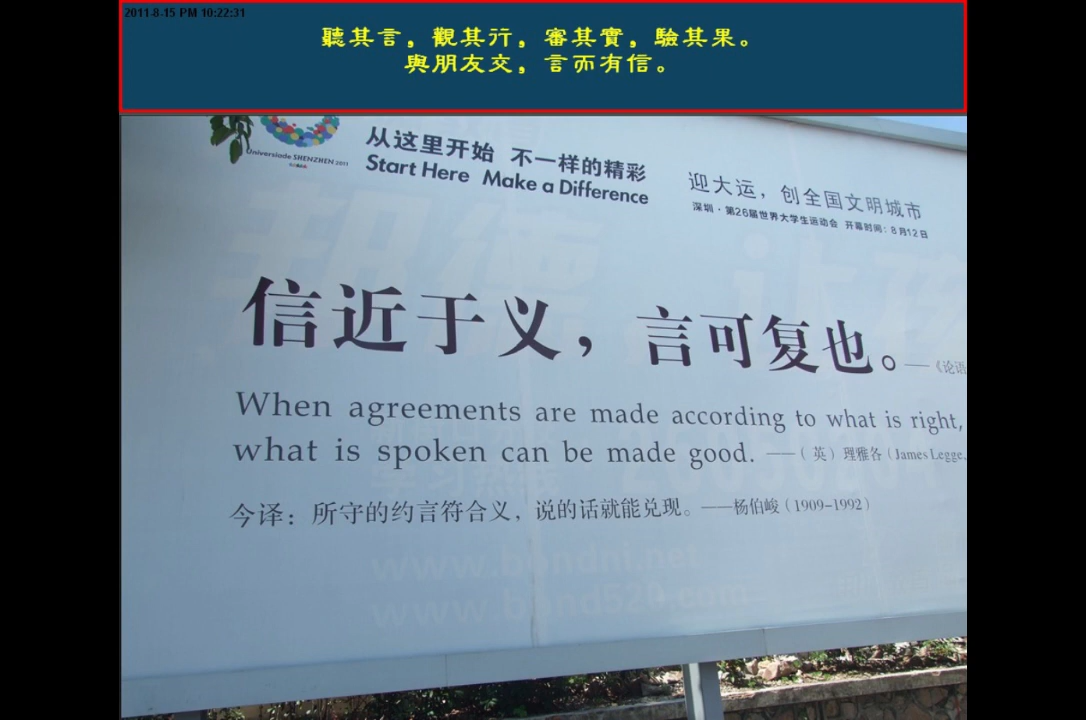 2011-8-15 PM 10:22:31
聽其言，觀其行，審其實，驗其果。
與朋友交，言而有信。
Universiade SHENZHEN 2011
从这里开始 不一样的精彩
Start Here Make a Difference
迎大运，创全国文明城市
深圳·第26届世界大学生运动会 开幕时间：8月12日
信近于义，言可复也。——《论语
When agreements are made according to what is right,
what is spoken can be made good. ——（英）理雅各（James Legge,
今译：所守的约言符合义，说的话就能兑现。——杨伯峻（1909-1992）
www.bondni.net
www.bond520.com